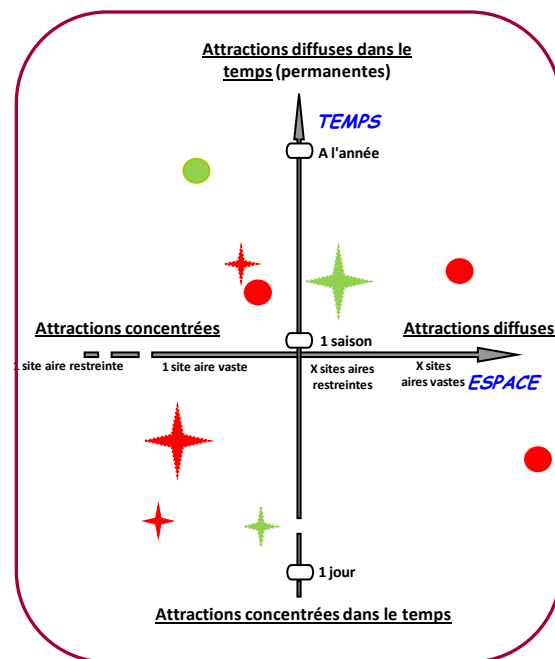 Attractions diffuses dans le
temps (permanentes)
TEMPS
A l'année
1 saison
Attractions concentrées
Attractions diffuses
1 site aire restreinte
1 site aire vaste
X sites aires
restreintes
X sites
aires vastes
ESPACE
1 jour
Attractions concentrées dans le temps